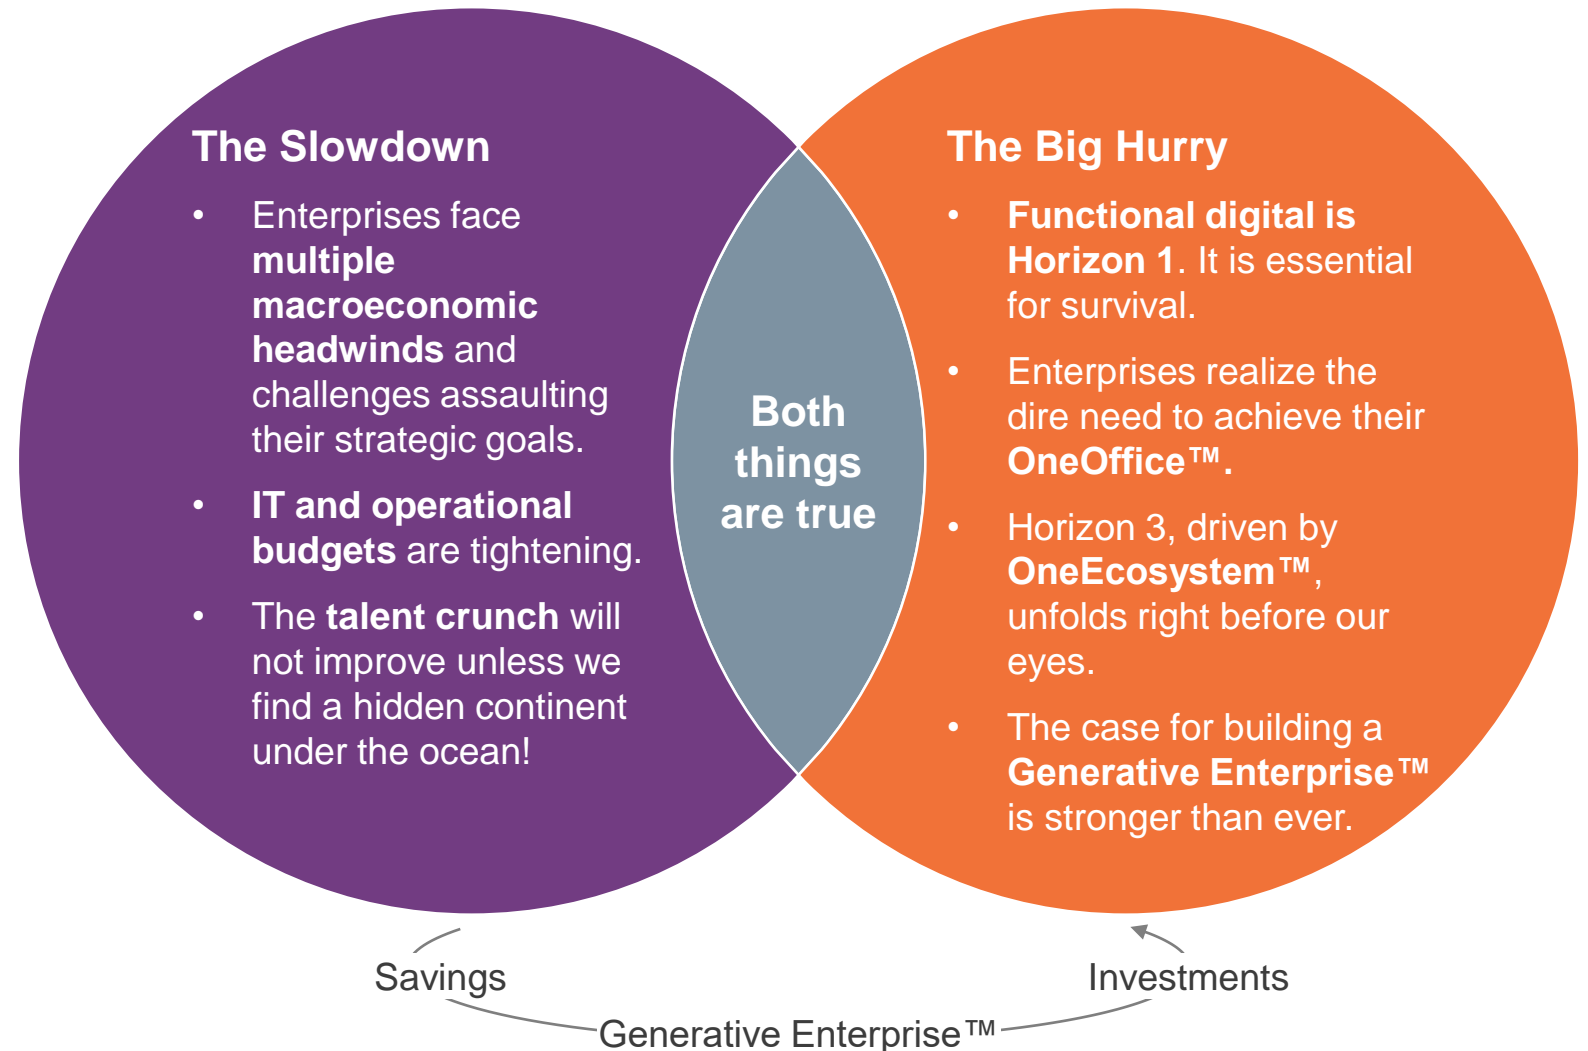 The Slowdown
• Enterprises face
multiple
macroeconomic
headwinds and
challenges assaulting
their strategic goals.
• IT and operational
budgets are tightening.
• The talent crunch will
not improve unless we
find a hidden continent
under the ocean!
Both
things
are true
The Big Hurry
• Functional digital is
Horizon 1. It is essential
for survival.
• Enterprises realize the
dire need to achieve their
OneOffice™.
• Horizon 3, driven by
OneEcosystem™,
unfolds right before our
eyes.
• The case for building a
Generative Enterprise™
is stronger than ever.
Savings
Investments
Generative Enterprise™